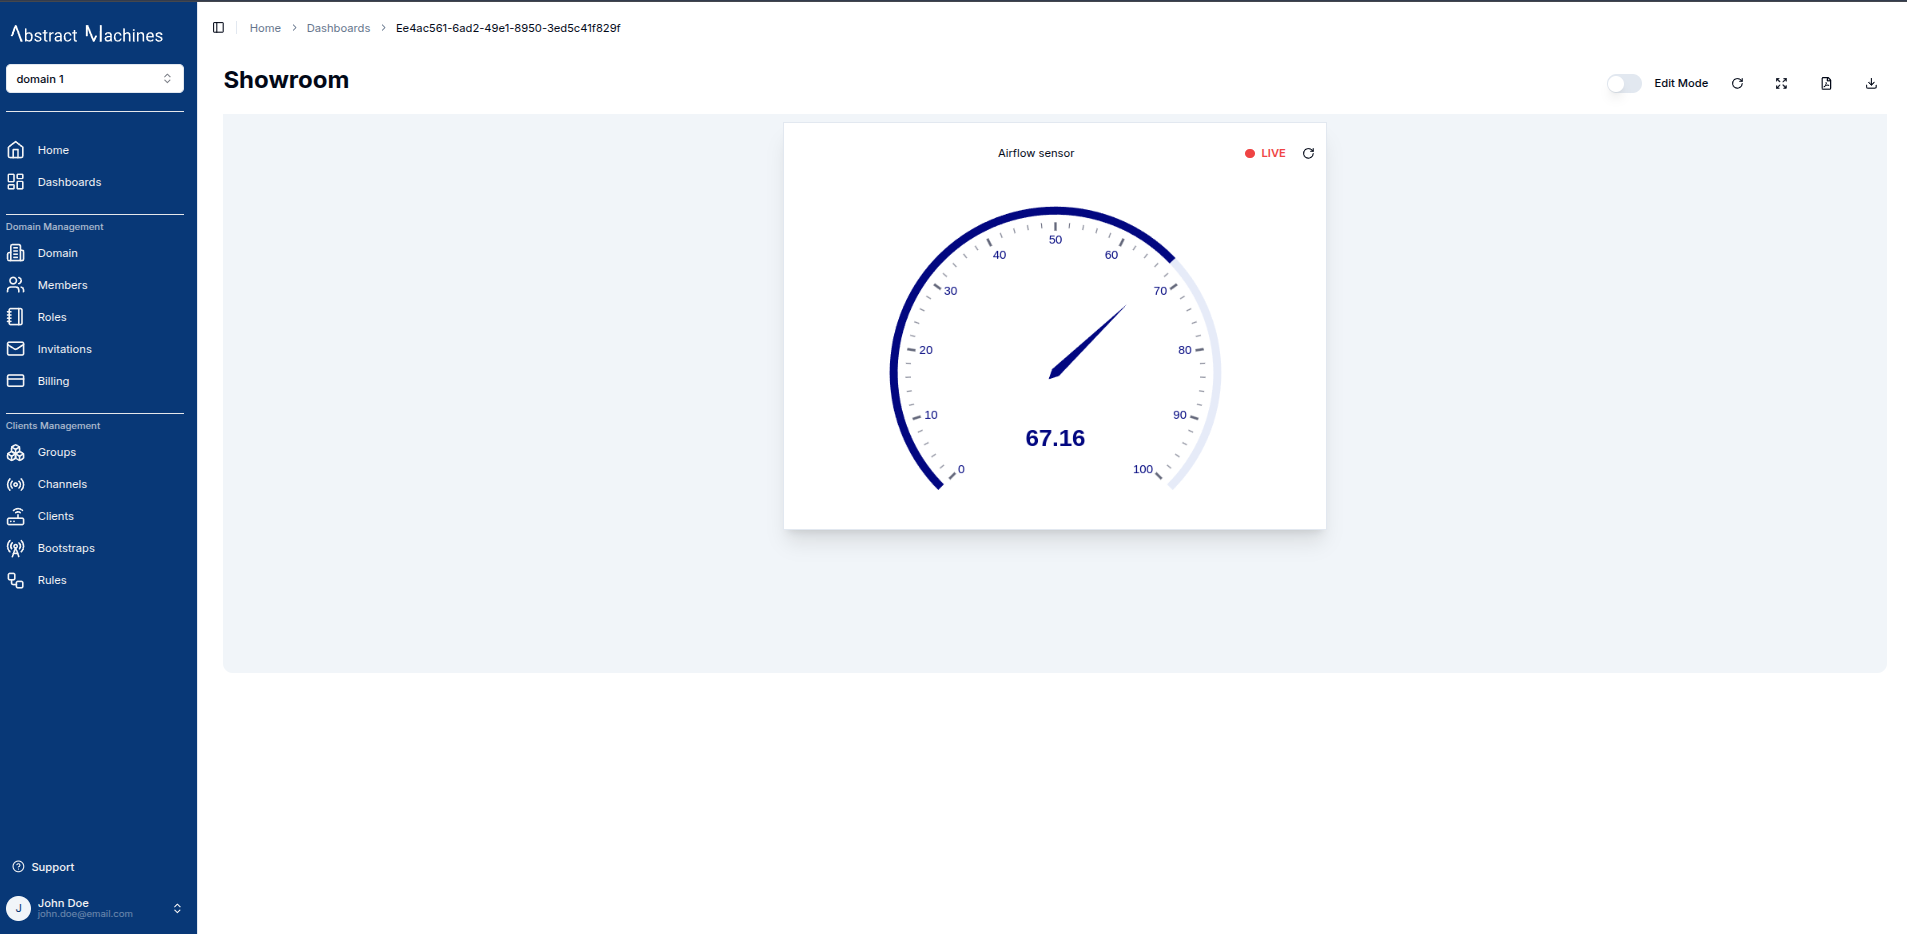 Abstract Machines
domain 1
Home
Dashboards
Domain Management
Domain
Members
Roles
Invitations
Billing
Clients Management
Groups
Channels
Clients
Bootstraps
Rules
Support
J
John Doe
john.doe@email.com
Home > Dashboards > Ee4ac561-6ad2-49e1-8950-3ed5c41f829f
Showroom
Edit Mode
Airflow sensor
LIVE
0
10
20
30
40
50
60
70
80
90
100
67.16